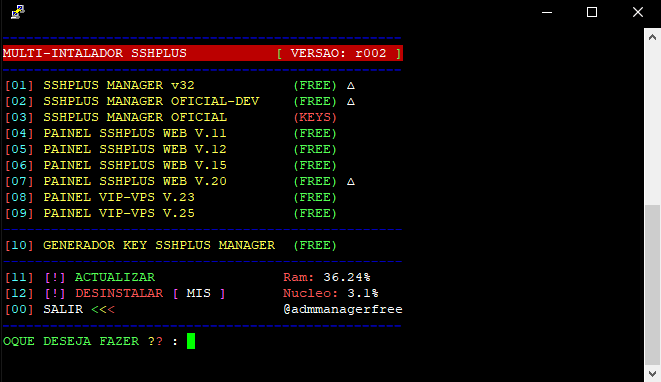 MULTI-INTALADOR SSHPLUS [ VERSAO: r002 ]
[01] SSHPLUS MANAGER v32 (FREE) Δ
[02] SSHPLUS MANAGER OFICIAL-DEV (FREE) Δ
[03] SSHPLUS MANAGER OFICIAL (KEYS)
[04] PAINEL SSHPLUS WEB V.11 (FREE)
[05] PAINEL SSHPLUS WEB V.12 (FREE)
[06] PAINEL SSHPLUS WEB V.15 (FREE)
[07] PAINEL SSHPLUS WEB V.20 (FREE) Δ
[08] PAINEL VIP-VPS V.23 (FREE)
[09] PAINEL VIP-VPS V.25 (FREE)
[10] GENERADOR KEY SSHPLUS MANAGER (FREE)
[11] [!] ACTUALIZAR Ram: 36.24%
[12] [!] DESINSTALAR [ MIS ] Nucleo: 3.1%
[00] SALIR <<< @admmanagerfree
OQUE DESEJA FAZER ?? :